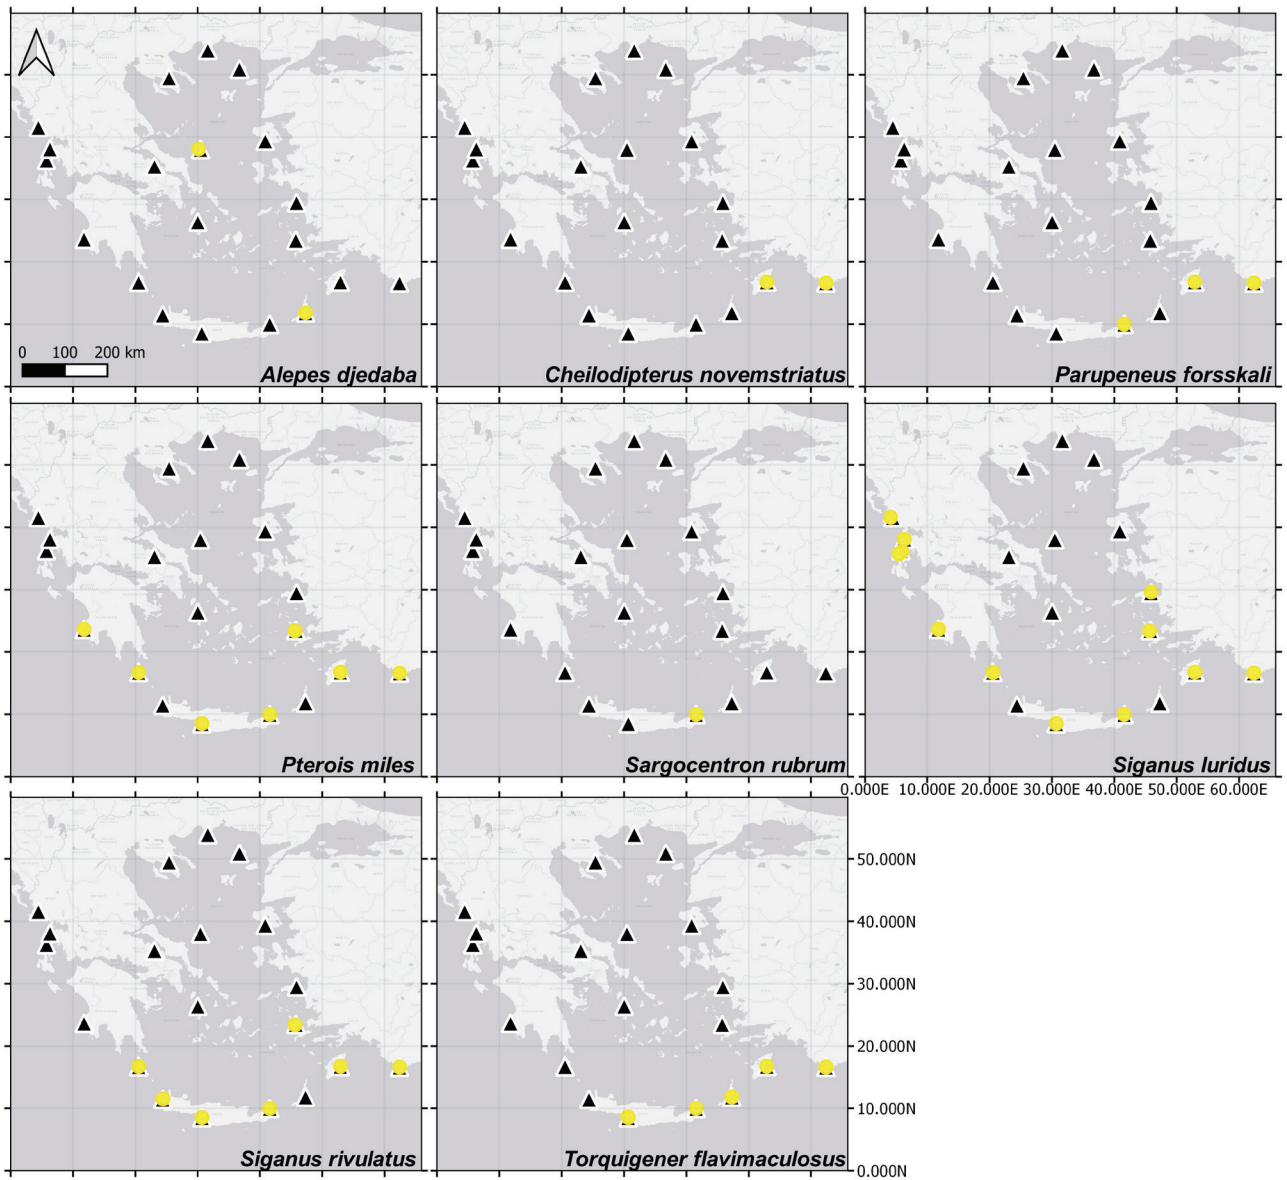 0 100 200 km
Alepes djedaba
Cheilodipterus novemstriatus
Parupeneus forsskali
Pterois miles
Sargocentron rubrum
Siganus luridus
0.000E 10.000E 20.000E 30.000E 40.000E 50.000E 60.000E
50.000N
40.000N
30.000N
20.000N
10.000N
Siganus rivulatus
Torquigener flavimaculosus
0.000N